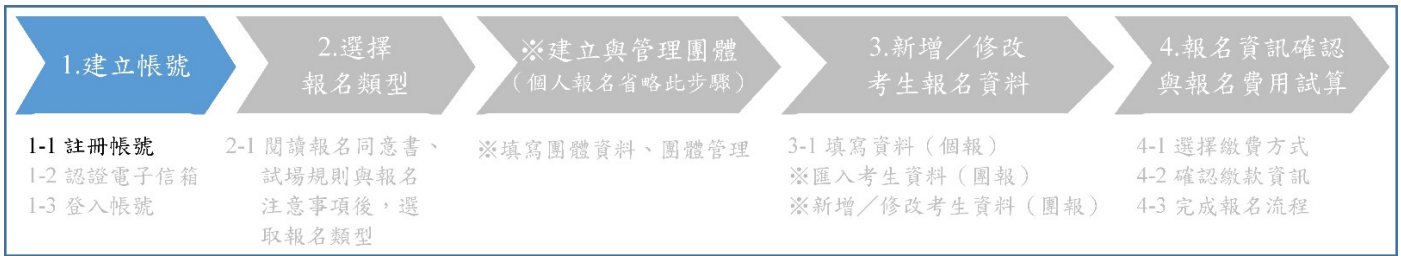 1.建立帳號
2.選擇
報名類型
※建立與管理團體
(個人報名省略此步驟)
3.新增／修改
考生報名資料
4.報名資訊確認
與報名費用試算
1-1 註冊帳號
1-2 認證電子信箱
1-3 登入帳號
2-1 閱讀報名同意書、
試場規則與報名
注意事項後，選
取報名類型
※填寫團體資料、團體管理
3-1 填寫資料（個報）
※匯入考生資料（團報）
※新增／修改考生資料（團報）
4-1 選擇繳費方式
4-2 確認繳款資訊
4-3 完成報名流程